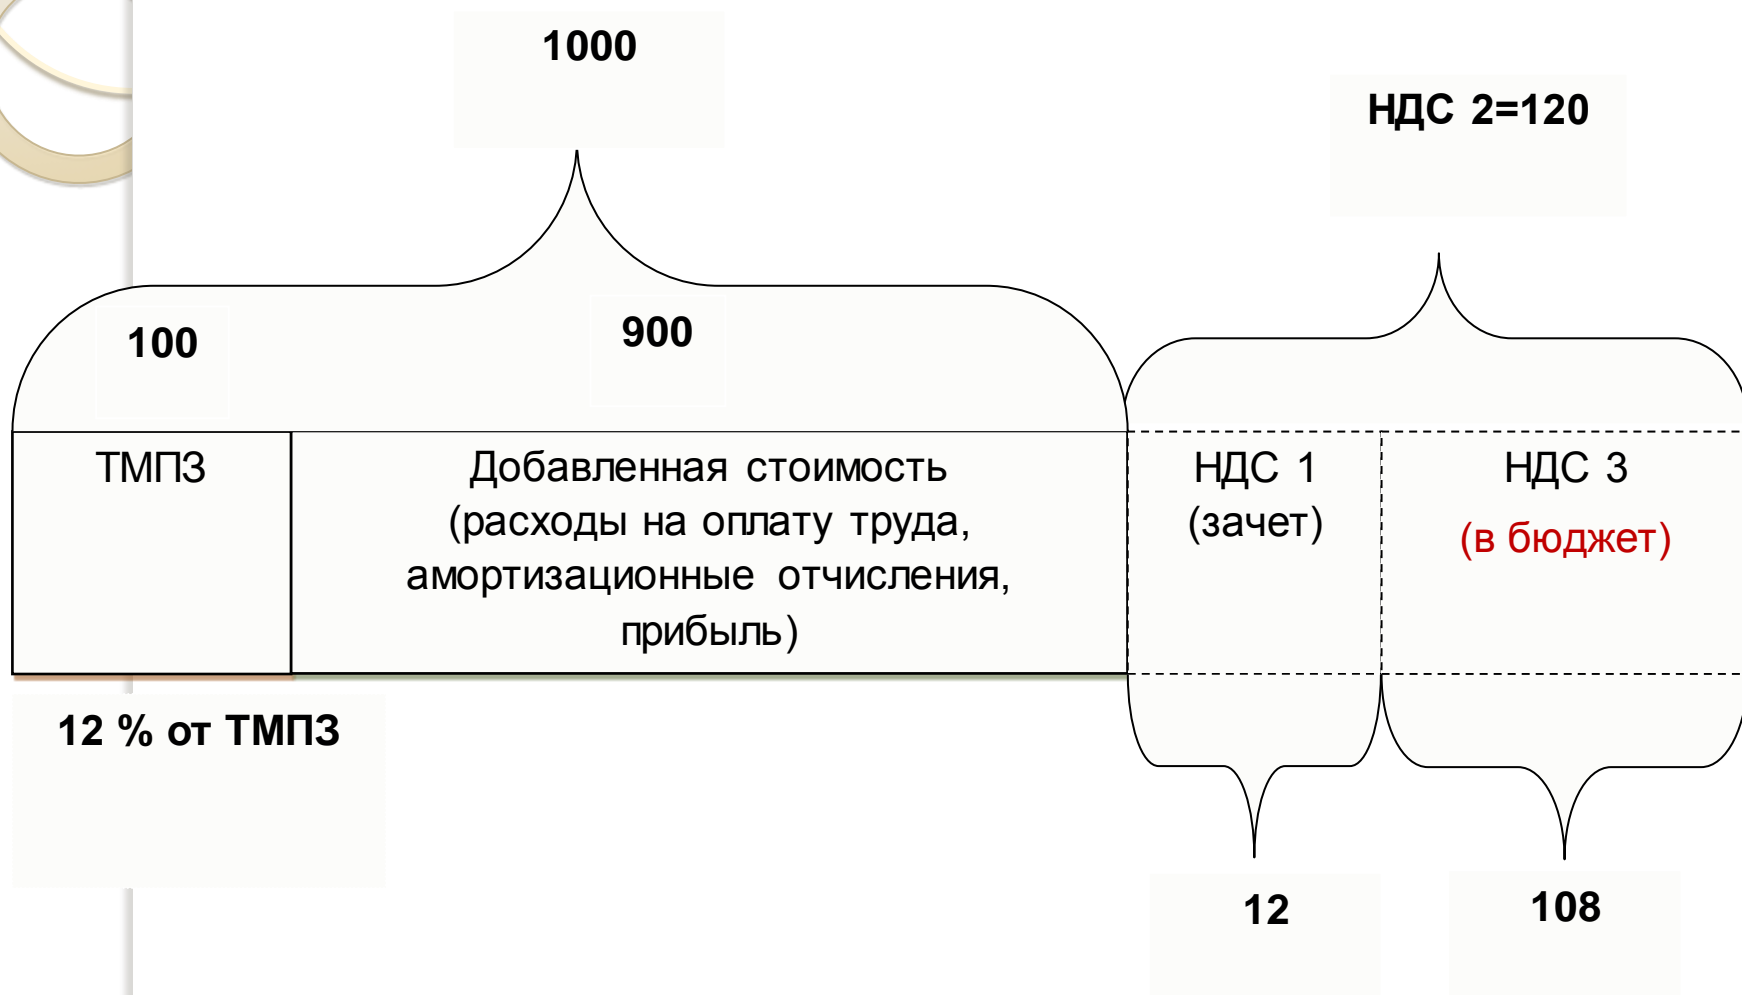 1000
НДС 2=120
100
900
ТМПЗ
Добавленная стоимость
(расходы на оплату труда,
амортизационные отчисления,
прибыль)
НДС 1
(зачет)
НДС 3
(в бюджет)
12 % от ТМПЗ
12
108